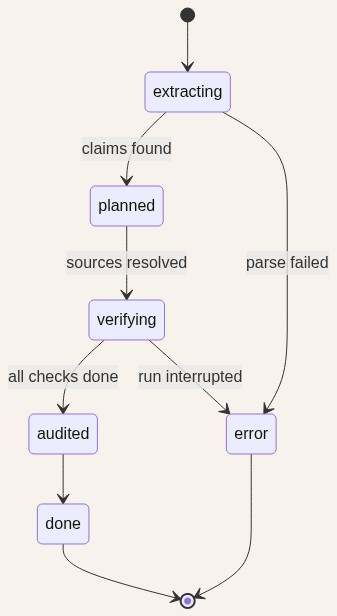 extracting
claims found
planned
sources resolved
parse failed
verifying
all checks done
run interrupted
audited
error
done